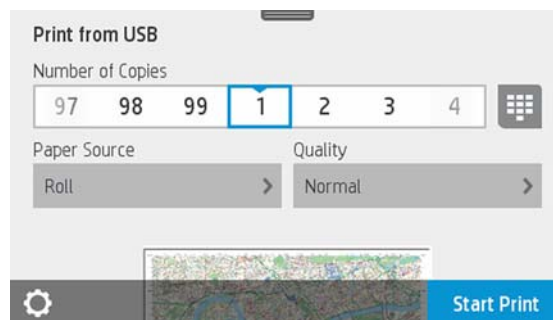 Print from USB
Number of Copies
97 98 99 1 2 3 4
Paper Source Quality
Roll Normal
Start Print